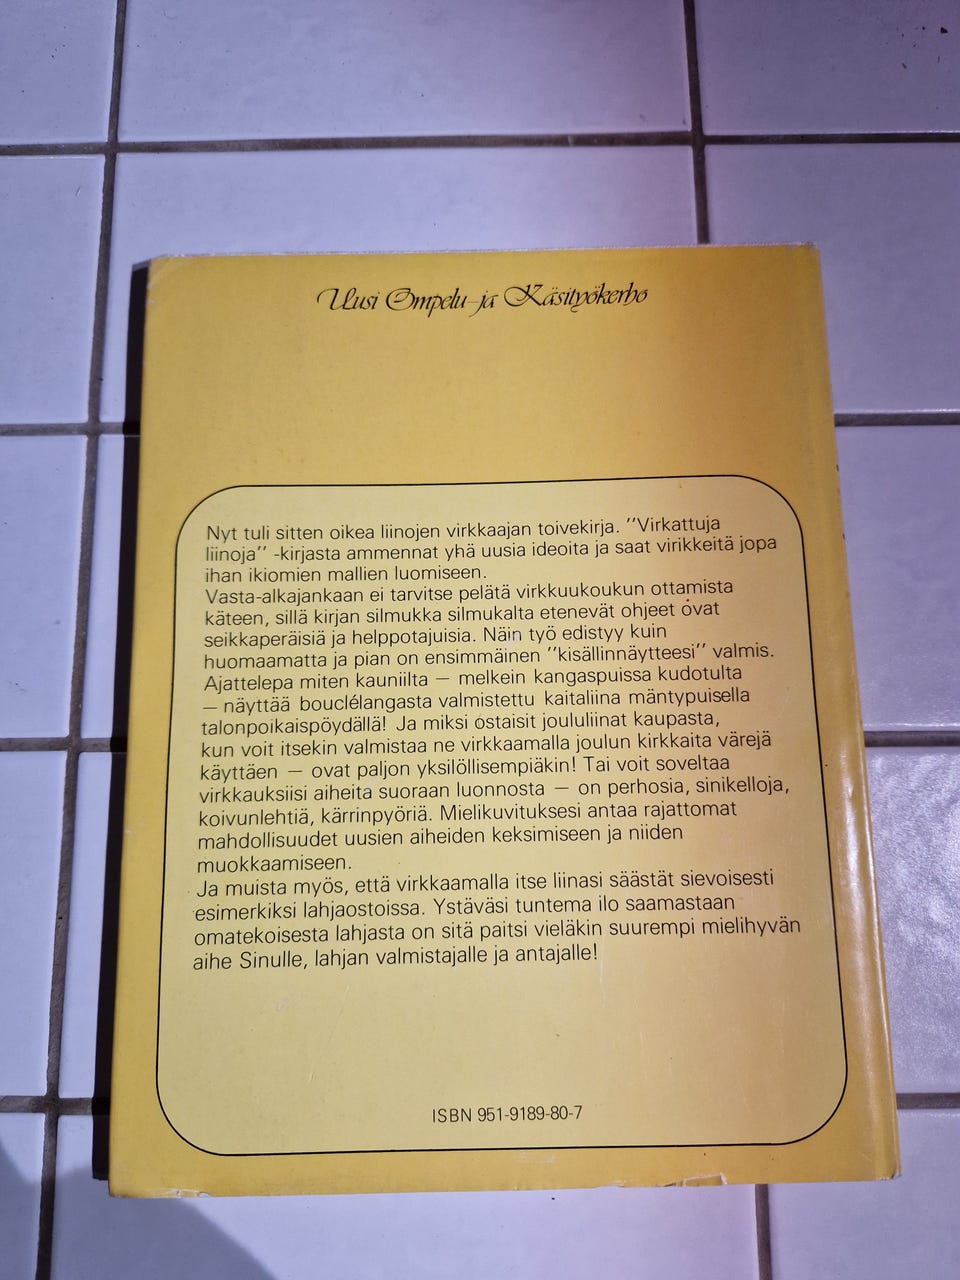 Uusi Ompelu-ja Käsityökerho
Nyt tuli sitten oikea liinojen virkkaajan toivekirja. "Virkattuja
liinoja" -kirjasta ammennat yhä uusia ideoita ja saat virikkeitä jopa
ihan ikiomien mallien luomiseen.
Vasta-alkajankaan ei tarvitse pelätä virkkuukoukun ottamista
käteen, sillä kirjan silmukka silmukalta etenevät ohjeet ovat
seikkaperäisiä ja helppotajuisia. Näin työ edistyy kuin
huomaamatta ja pian on ensimmäinen "kisällinnäytteesi" valmis.
Ajattelepa miten kauniilta — melkein kangaspuissa kudotulta
— näyttää bouclélangasta valmistettu kaitaliina mäntypuisella
talonpoikaispöydällä! Ja miksi ostaisit joululiinat kaupasta,
kun voit itsekin valmistaa ne virkkaamalla joulun kirkkaita värejä
käyttäen — ovat paljon yksilöllisempiäkin! Tai voit soveltaa
virkkauksiisi aiheita suoraan luonnosta — on perhosia, sinikelloja,
koivunlehtiä, kärrinpyöriä. Mielikuvituksesi antaa rajattomat
mahdollisuudet uusien aiheiden keksimiseen ja niiden
muokkaamiseen.
Ja muista myös, että virkkaamalla itse liinasi säästät sievoisesti
esimerkiksi lahjaostoissa. Ystäväsi tuntema ilo saamastaan
omatekoisesta lahjasta on sitä paitsi vieläkin suurempi mielihyvän
aihe Sinulle, lahjan valmistajalle ja antajalle!
ISBN 951-9189-80-7